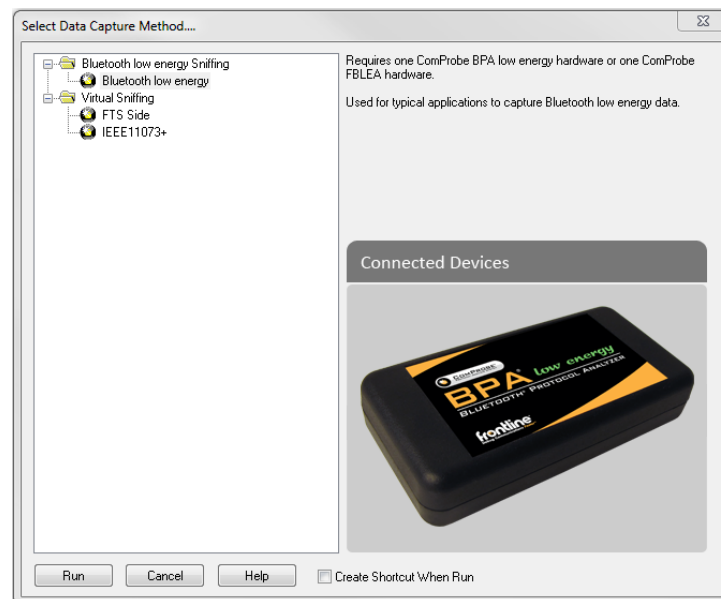 Select Data Capture Method....
Bluetooth low energy Sniffing
Bluetooth low energy
Virtual Sniffing
FTS Side
IEEE11073+
Requires one ComProbe BPA low energy hardware or one ComProbe
FBLEA hardware.
Used for typical applications to capture Bluetooth low energy data.
Connected Devices
COMPROBE
BPA low energy
BLUETOOTH® PROTOCOL ANALYZER
frontline
Run
Cancel
Help
Create Shortcut When Run